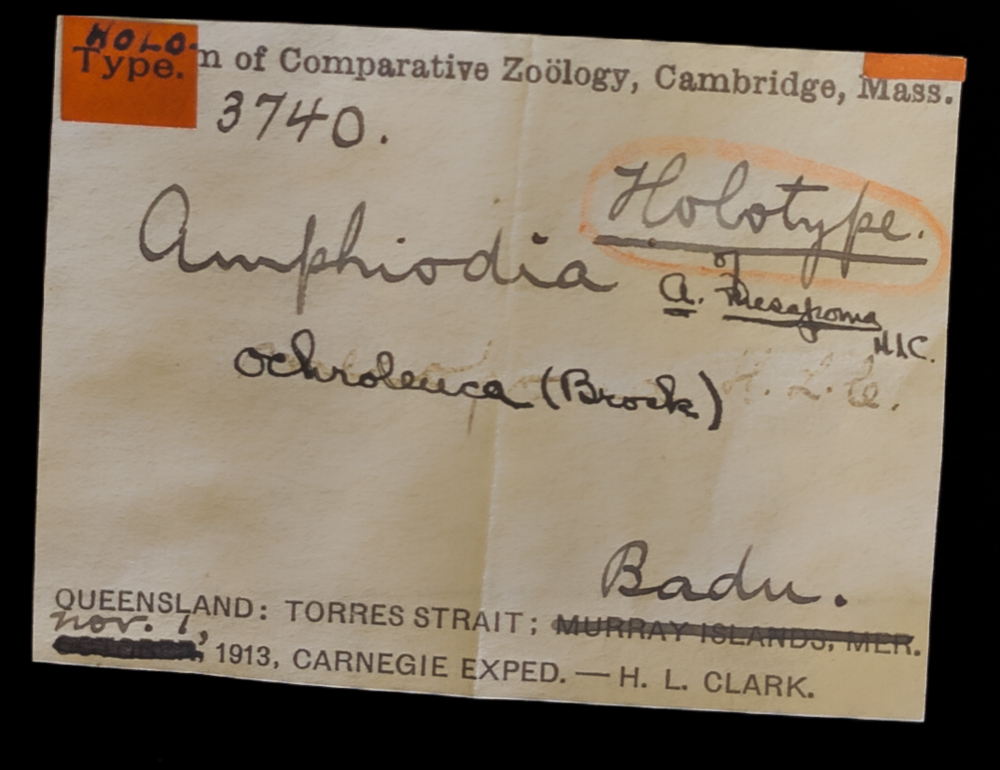 HOLO-
Type.
m of Comparative Zoölogy, Cambridge, Mass.
3740.
Holotype.
Amphiodia
of
A. mesapoma
H.L.C.
ochroleuca (Brock)
H. L. C.
Badu.
QUEENSLAND: TORRES STRAIT; MURRAY ISLANDS, MER.
Nov. 1,
OCTOBER, 1913, CARNEGIE EXPED. — H. L. CLARK.